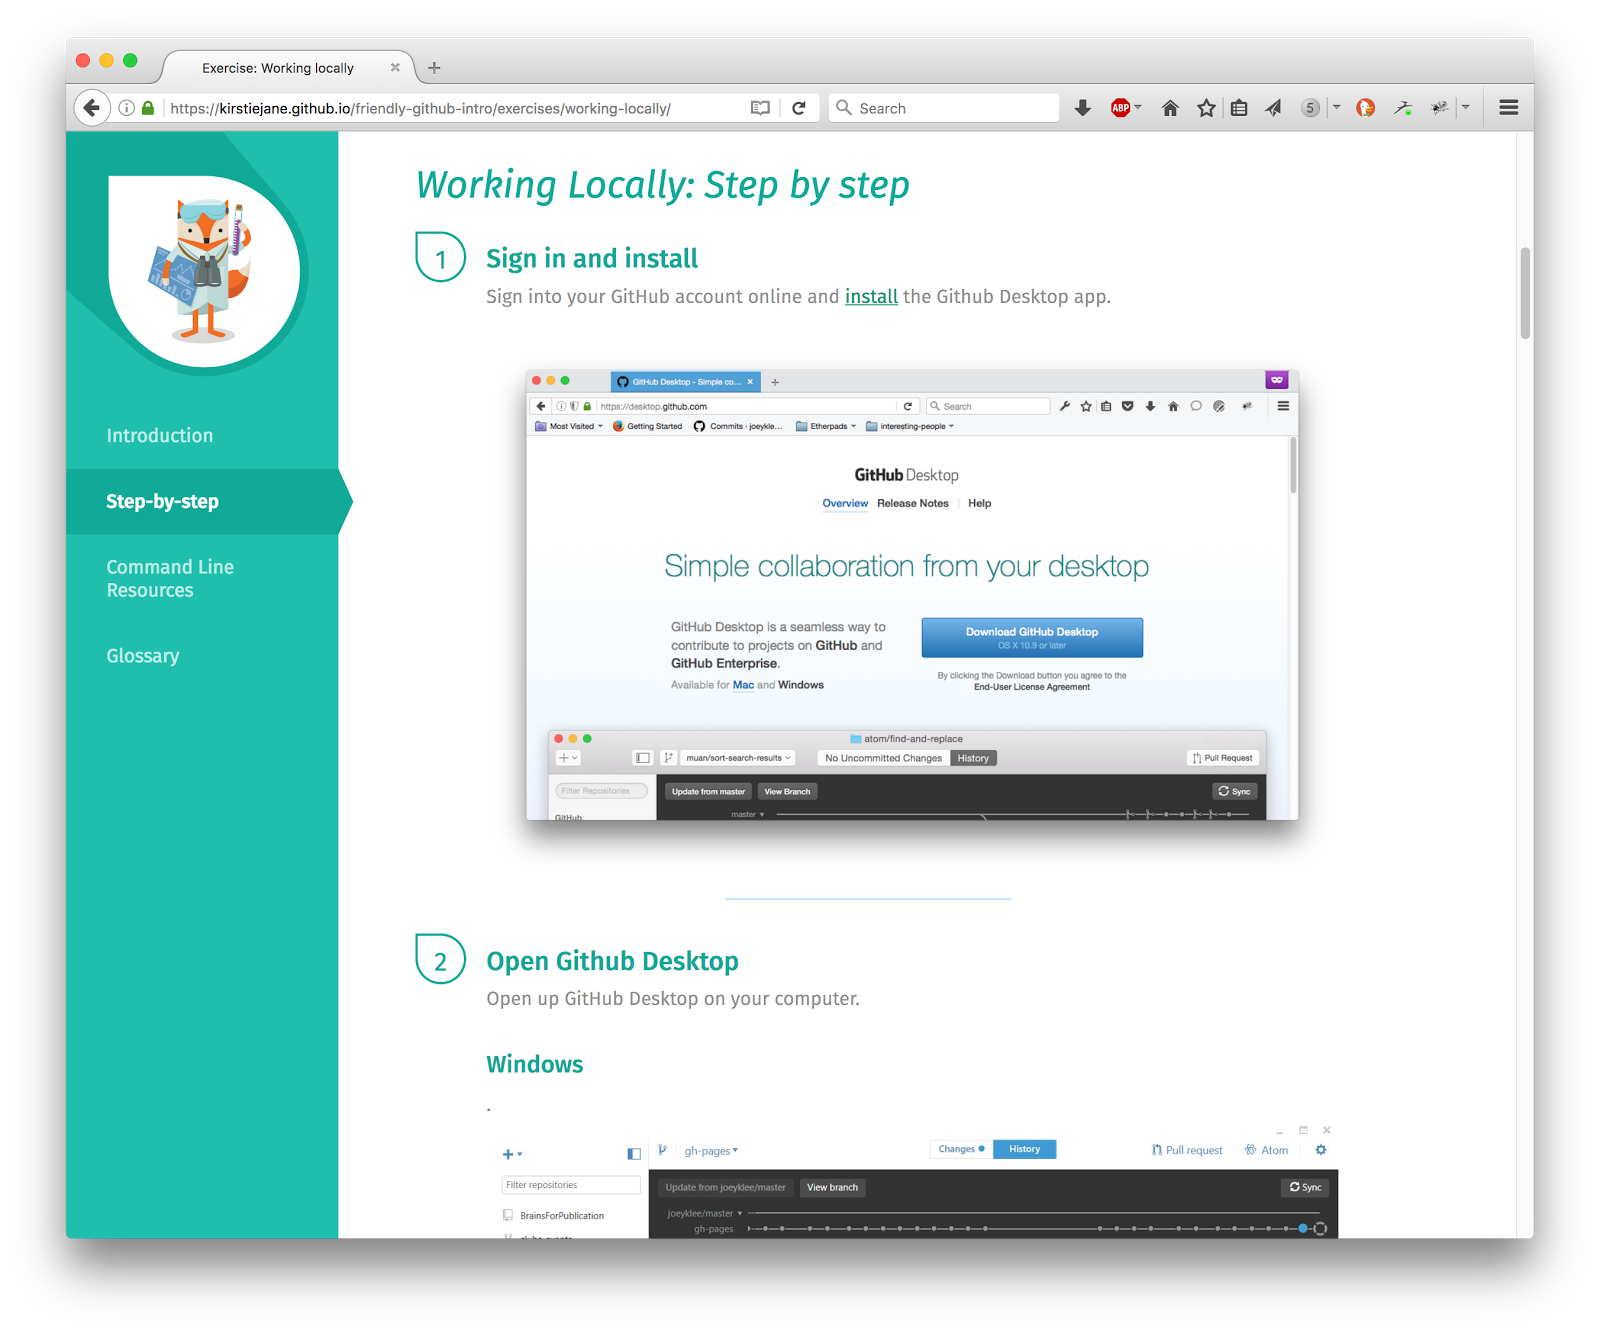 Exercise: Working locally
https://kirstiejane.github.io/friendly-github-intro/exercises/working-locally/
Search
ABP
5
Introduction
Step-by-step
Command Line
Resources
Glossary
Working Locally: Step by step
1
Sign in and install
Sign into your GitHub account online and install the Github Desktop app.
GitHub Desktop - Simple co...
https://desktop.github.com
Search
Most Visited
Getting Started
Commits · joeykle...
Etherpads
interesting-people
GitHub Desktop
Overview Release Notes Help
Simple collaboration from your desktop
GitHub Desktop is a seamless way to
contribute to projects on GitHub and
GitHub Enterprise.
Available for Mac and Windows
Download GitHub Desktop
OS X 10.9 or later
By clicking the Download button you agree to the
End-User License Agreement
atom/find-and-replace
muan/sort-search-results
No Uncommitted Changes
History
Pull Request
Filter Repositories
Update from master
View Branch
Sync
GitHub
master
2
Open Github Desktop
Open up GitHub Desktop on your computer.
Windows
.
gh-pages
Changes
History
Pull request
Atom
Filter repositories
Update from joeyklee/master
View branch
Sync
BrainsForPublication
joeyklee/master
gh-pages